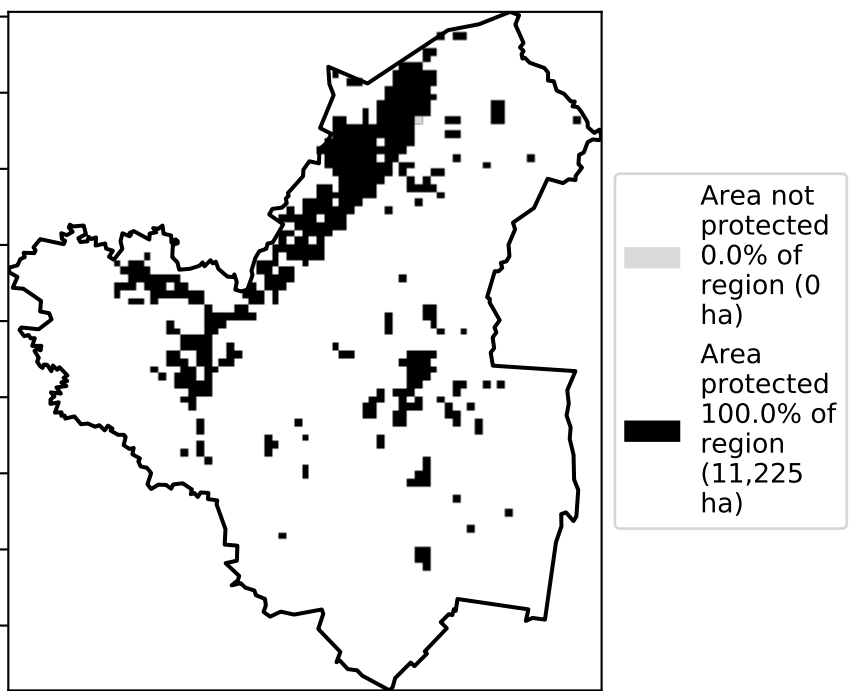 Area not
protected
0.0% of
region (0
ha)
Area
protected
100.0% of
region
(11,225
ha)